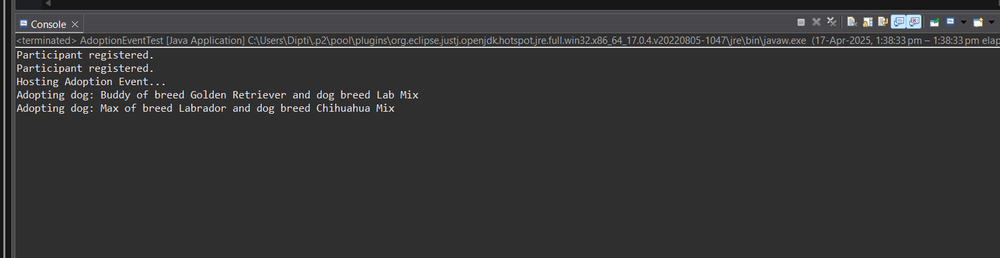 Console
<terminated> AdoptionEventTest [Java Application] C:\Users\Dipti\.p2\pool\plugins\org.eclipse.justj.openjdk.hotspot.jre.full.win32.x86_64_17.0.4.v20220805-1047\jre\bin\javaw.exe (17-Apr-2025, 1:38:33 pm – 1:38:33 pm elap
Participant registered.
Participant registered.
Hosting Adoption Event...
Adopting dog: Buddy of breed Golden Retriever and dog breed Lab Mix
Adopting dog: Max of breed Labrador and dog breed Chihuahua Mix